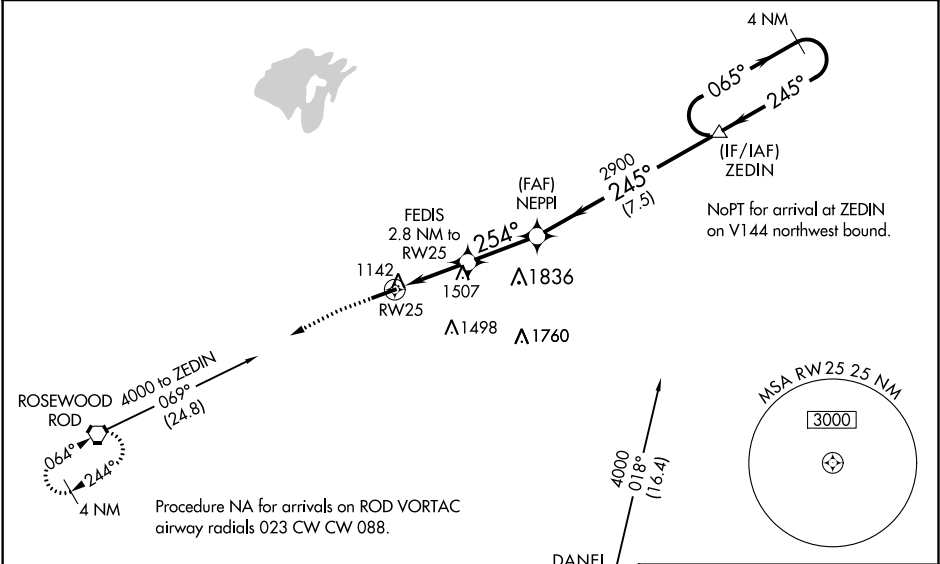 4 NM
065°
245°
(IF/IAF)
ZEDIN
2900
245°
(7.5)
(FAF)
NEPPI
NoPT for arrival at ZEDIN
on V144 northwest bound.
FEDIS
2.8 NM to
RW25
254°
1142
1507
1836
RW25
1498
1760
MSA RW25 25 NM
3000
4000 to ZEDIN
069°
(24.8)
ROSEWOOD
ROD
064°
244°
4 NM
Procedure NA for arrivals on ROD VORTAC
airway radials 023 CW CW 088.
4000
018°
(16.4)